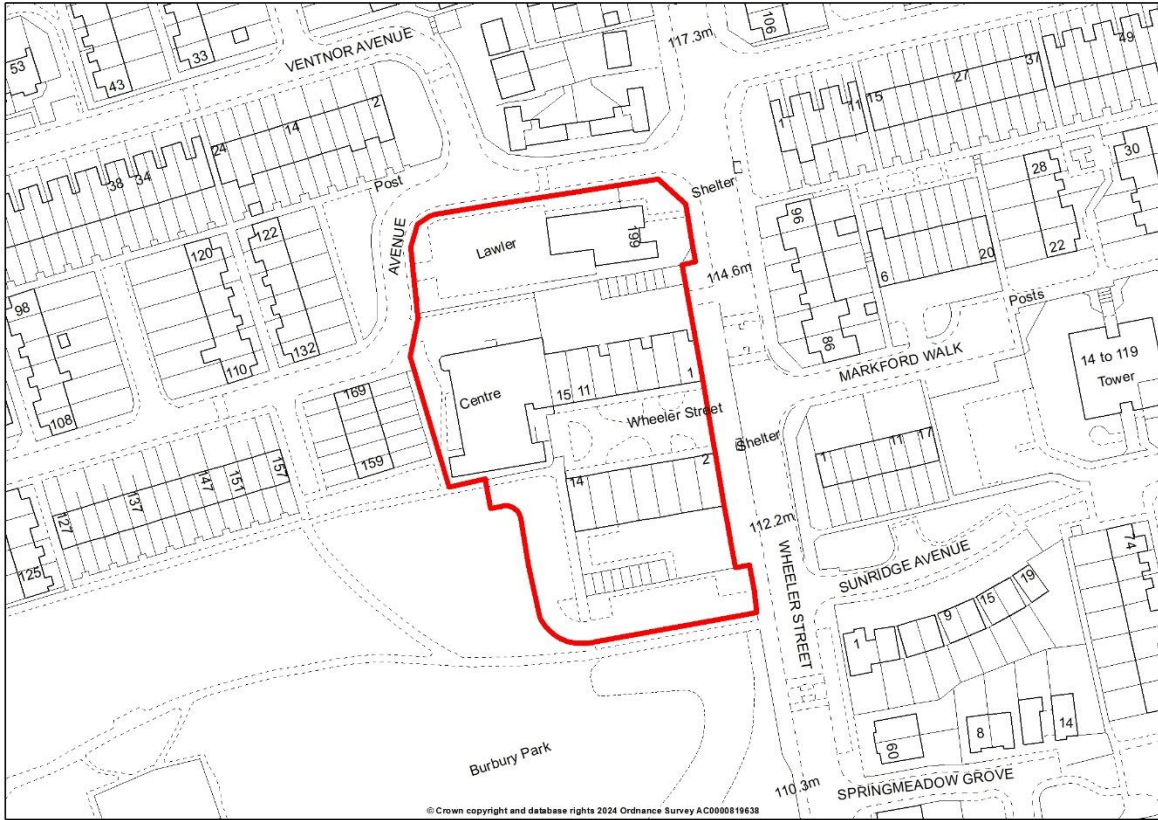 53
43
33
VENTNOR AVENUE
117.3m
106
49
37
27
15
11
1
2
14
24
38
34
Post
AVENUE
Shelter
Lawler
199
96
28
30
122
120
114.6m
20
22
6
Posts
98
132
110
86
MARKFORD WALK
14 to 119
Tower
108
169
159
Centre
15
11
1
Wheeler Street
2
Shelter
1
11
17
157
151
147
137
127
125
14
112.2m
WHEELER STREET
SUNRIDGE AVENUE
74
19
15
9
1
60
8
14
Burbury Park
110.3m
SPRINGMEADOW GROVE
© Crown copyright and database rights 2024 Ordnance Survey AC0000819638